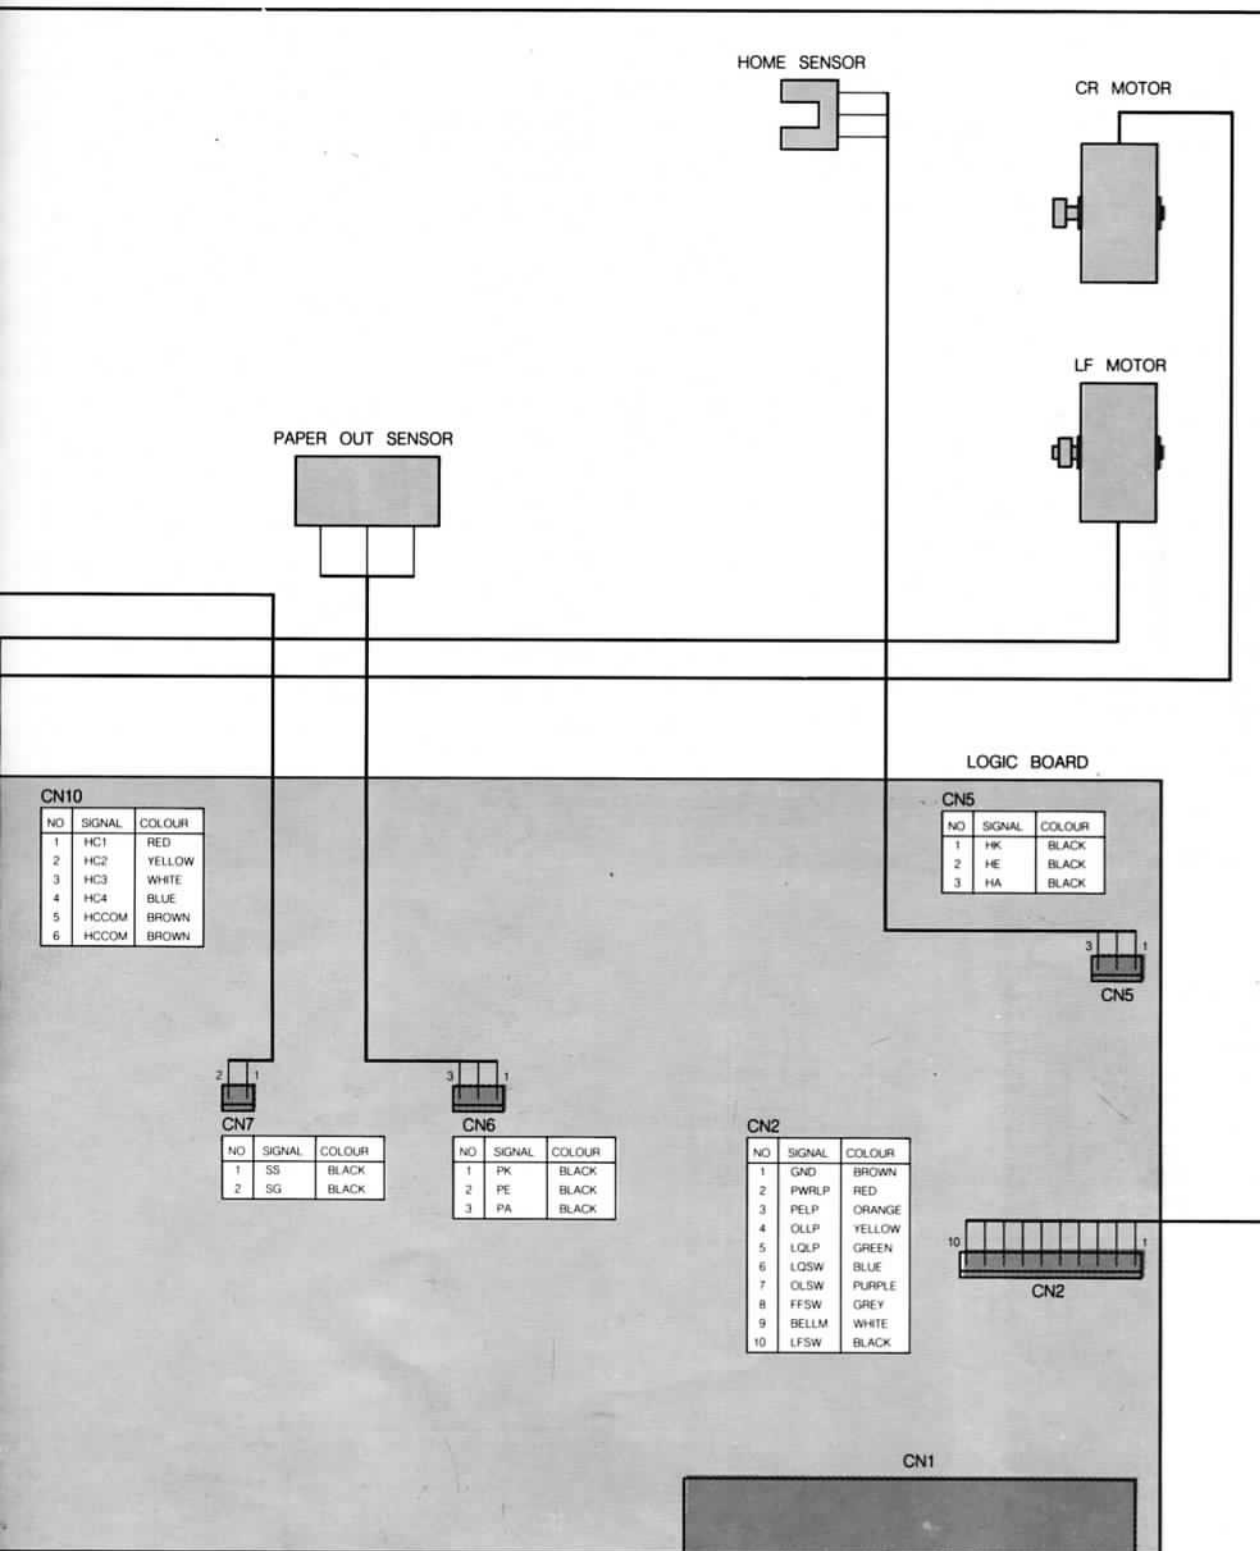 HOME SENSOR
CR MOTOR
LF MOTOR
PAPER OUT SENSOR
LOGIC BOARD
CN10
NO SIGNAL COLOUR
1 HC1 RED
2 HC2 YELLOW
3 HC3 WHITE
4 HC4 BLUE
5 HCCOM BROWN
6 HCCOM BROWN
CN5
NO SIGNAL COLOUR
1 HK BLACK
2 HE BLACK
3 HA BLACK
3 1
CN5
2 1
CN7
NO SIGNAL COLOUR
1 SS BLACK
2 SG BLACK
3 1
CN6
NO SIGNAL COLOUR
1 PK BLACK
2 PE BLACK
3 PA BLACK
CN2
NO SIGNAL COLOUR
1 GND BROWN
2 PWRLP RED
3 PELP ORANGE
4 OLLP YELLOW
5 LQLP GREEN
6 LQSW BLUE
7 OLSW PURPLE
8 FFSW GREY
9 BELLM WHITE
10 LFSW BLACK
10 1
CN2
CN1